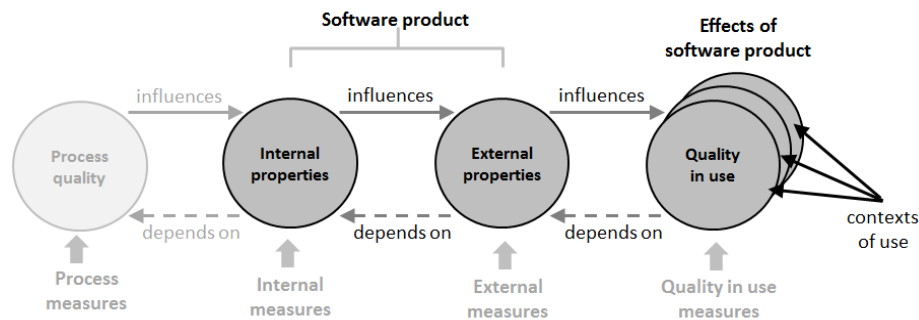 Software product
Effects of
software product
influences
influences
influences
Process
quality
Internal
properties
External
properties
Quality
in use
depends on
depends on
depends on
contexts
of use
Process
measures
Internal
measures
External
measures
Quality in use
measures